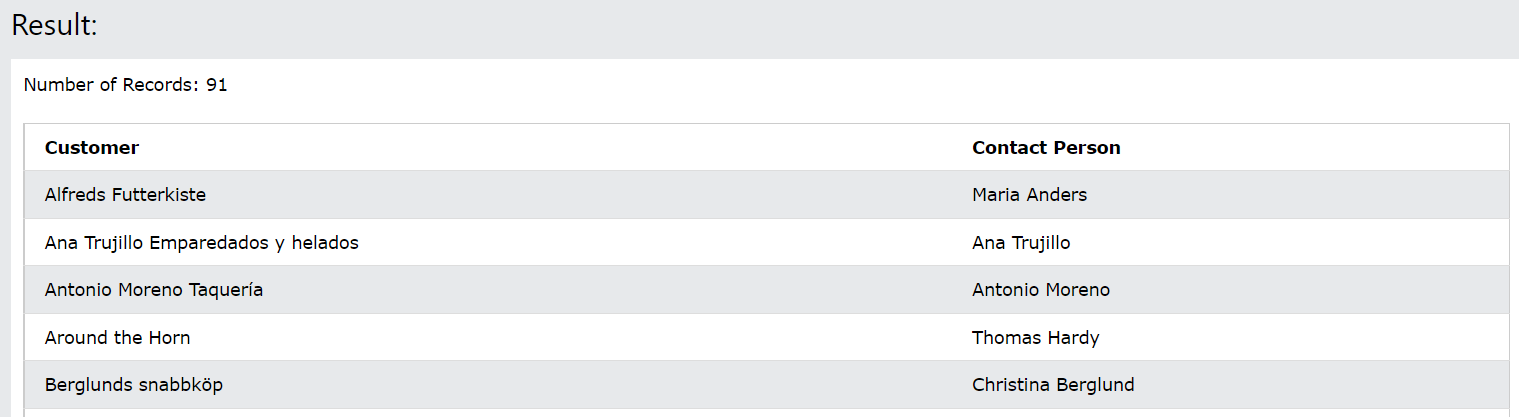 Result:
Number of Records: 91
Customer Contact Person
Alfreds Futterkiste Maria Anders
Ana Trujillo Emparedados y helados Ana Trujillo
Antonio Moreno Taquería Antonio Moreno
Around the Horn Thomas Hardy
Berglunds snabbköp Christina Berglund